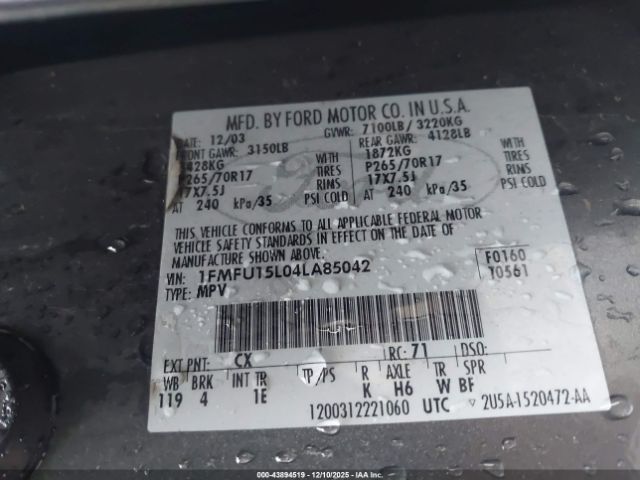 MFD. BY FORD MOTOR CO. IN U.S.A.
DATE: 12/03 GVWR: 7100LB/ 3220KG
FRONT GAWR: 3150LB REAR GAWR: 4128LB
1428KG WITH 1872KG WITH
P265/70R17 TIRES P265/70R17 TIRES
17X7.5J RIMS 17X7.5J RIMS
AT 240 kPa/35 PSI COLD AT 240 kPa/35 PSI COLD
THIS VEHICLE CONFORMS TO ALL APPLICABLE FEDERAL MOTOR
VEHICLE SAFETY STANDARDS IN EFFECT ON THE DATE OF
MANUFACTURE SHOWN ABOVE.
VIN: 1FMFU15L04LA85042 F0160
TYPE: MPV T0561
EXT PNT: CX RC: 71 DSO:
WB BRK INT TR TP/PS R AXLE TR SPR
119 4 1E K H6 W BF
1200312221060 UTC 2U5A-1520472-AA
000-43894519 | 12/10/2025 - IAAI.COM